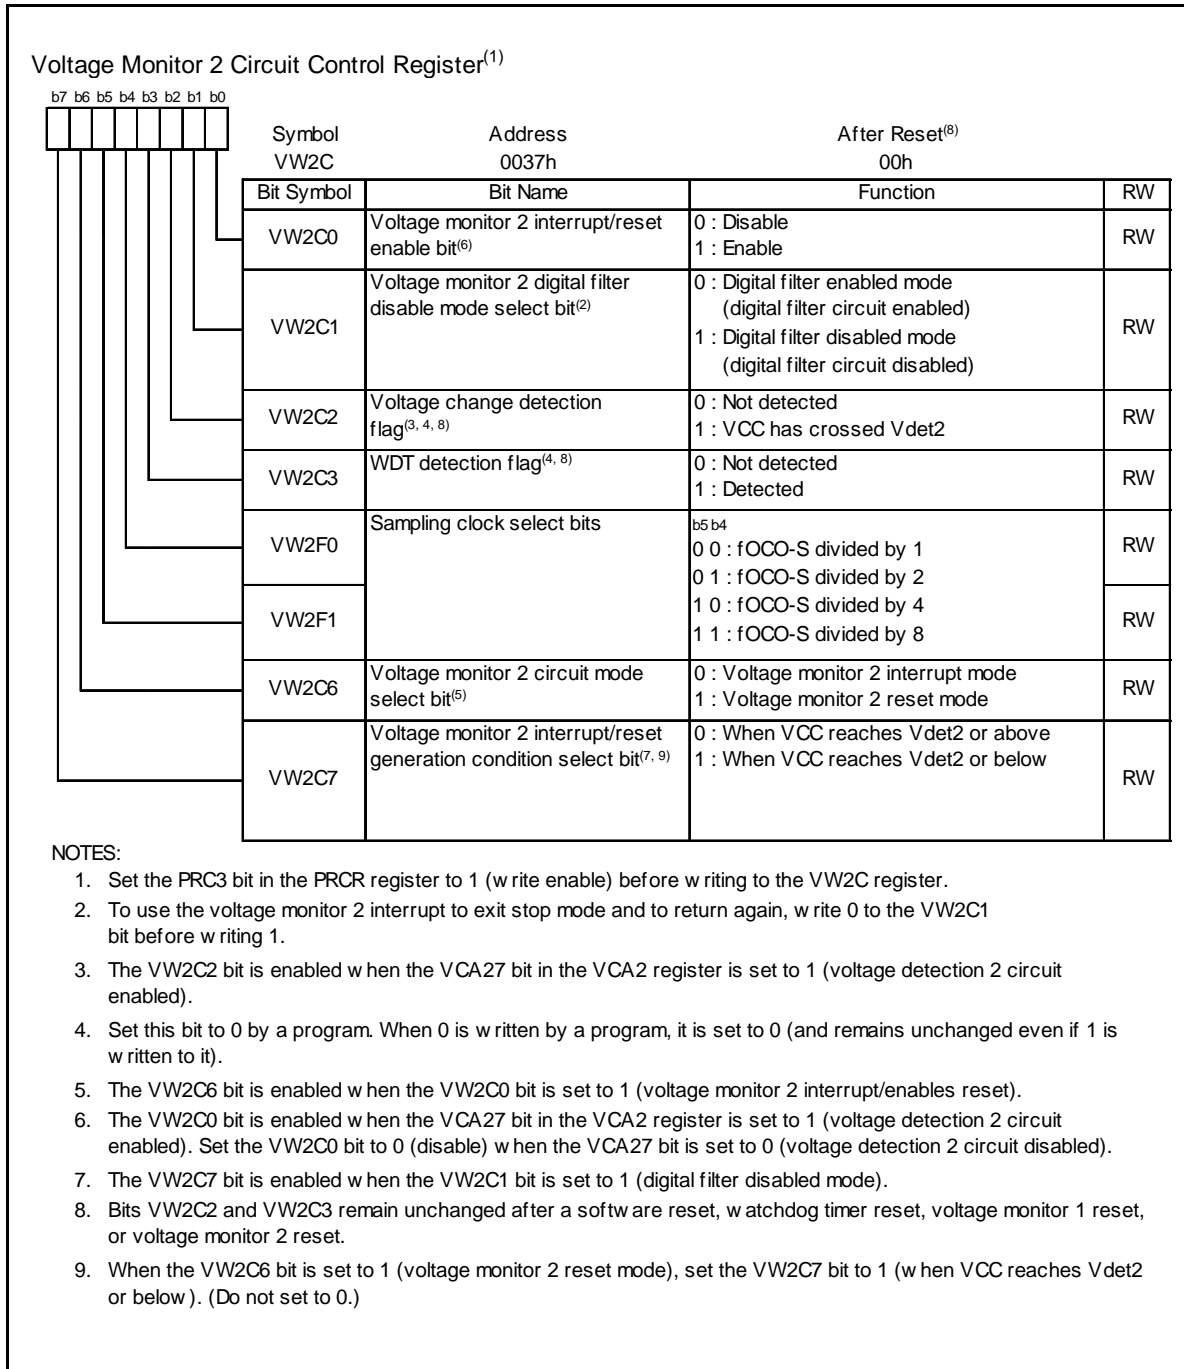 Voltage Monitor 2 Circuit Control Register(1)
b7 b6 b5 b4 b3 b2 b1 b0
Symbol Address After Reset(8)
VW2C 0037h 00h
Bit Symbol Bit Name Function RW
VW2C0 Voltage monitor 2 interrupt/reset enable bit(6) 0 : Disable
1 : Enable RW
VW2C1 Voltage monitor 2 digital filter disable mode select bit(2) 0 : Digital filter enabled mode
(digital filter circuit enabled)
1 : Digital filter disabled mode
(digital filter circuit disabled) RW
VW2C2 Voltage change detection flag(3, 4, 8) 0 : Not detected
1 : VCC has crossed Vdet2 RW
VW2C3 WDT detection flag(4, 8) 0 : Not detected
1 : Detected RW
VW2F0 Sampling clock select bits b5 b4
0 0 : fOCO-S divided by 1 RW
0 1 : fOCO-S divided by 2
VW2F1 1 0 : fOCO-S divided by 4 RW
1 1 : fOCO-S divided by 8
VW2C6 Voltage monitor 2 circuit mode select bit(5) 0 : Voltage monitor 2 interrupt mode
1 : Voltage monitor 2 reset mode RW
VW2C7 Voltage monitor 2 interrupt/reset generation condition select bit(7, 9) 0 : When VCC reaches Vdet2 or above
1 : When VCC reaches Vdet2 or below RW
NOTES:
1. Set the PRC3 bit in the PRCR register to 1 (write enable) before writing to the VW2C register.
2. To use the voltage monitor 2 interrupt to exit stop mode and to return again, write 0 to the VW2C1
bit before writing 1.
3. The VW2C2 bit is enabled when the VCA27 bit in the VCA2 register is set to 1 (voltage detection 2 circuit
enabled).
4. Set this bit to 0 by a program. When 0 is written by a program, it is set to 0 (and remains unchanged even if 1 is
written to it).
5. The VW2C6 bit is enabled when the VW2C0 bit is set to 1 (voltage monitor 2 interrupt/enables reset).
6. The VW2C0 bit is enabled when the VCA27 bit in the VCA2 register is set to 1 (voltage detection 2 circuit
enabled). Set the VW2C0 bit to 0 (disable) when the VCA27 bit is set to 0 (voltage detection 2 circuit disabled).
7. The VW2C7 bit is enabled when the VW2C1 bit is set to 1 (digital filter disabled mode).
8. Bits VW2C2 and VW2C3 remain unchanged after a software reset, watchdog timer reset, voltage monitor 1 reset,
or voltage monitor 2 reset.
9. When the VW2C6 bit is set to 1 (voltage monitor 2 reset mode), set the VW2C7 bit to 1 (when VCC reaches Vdet2
or below). (Do not set to 0.)